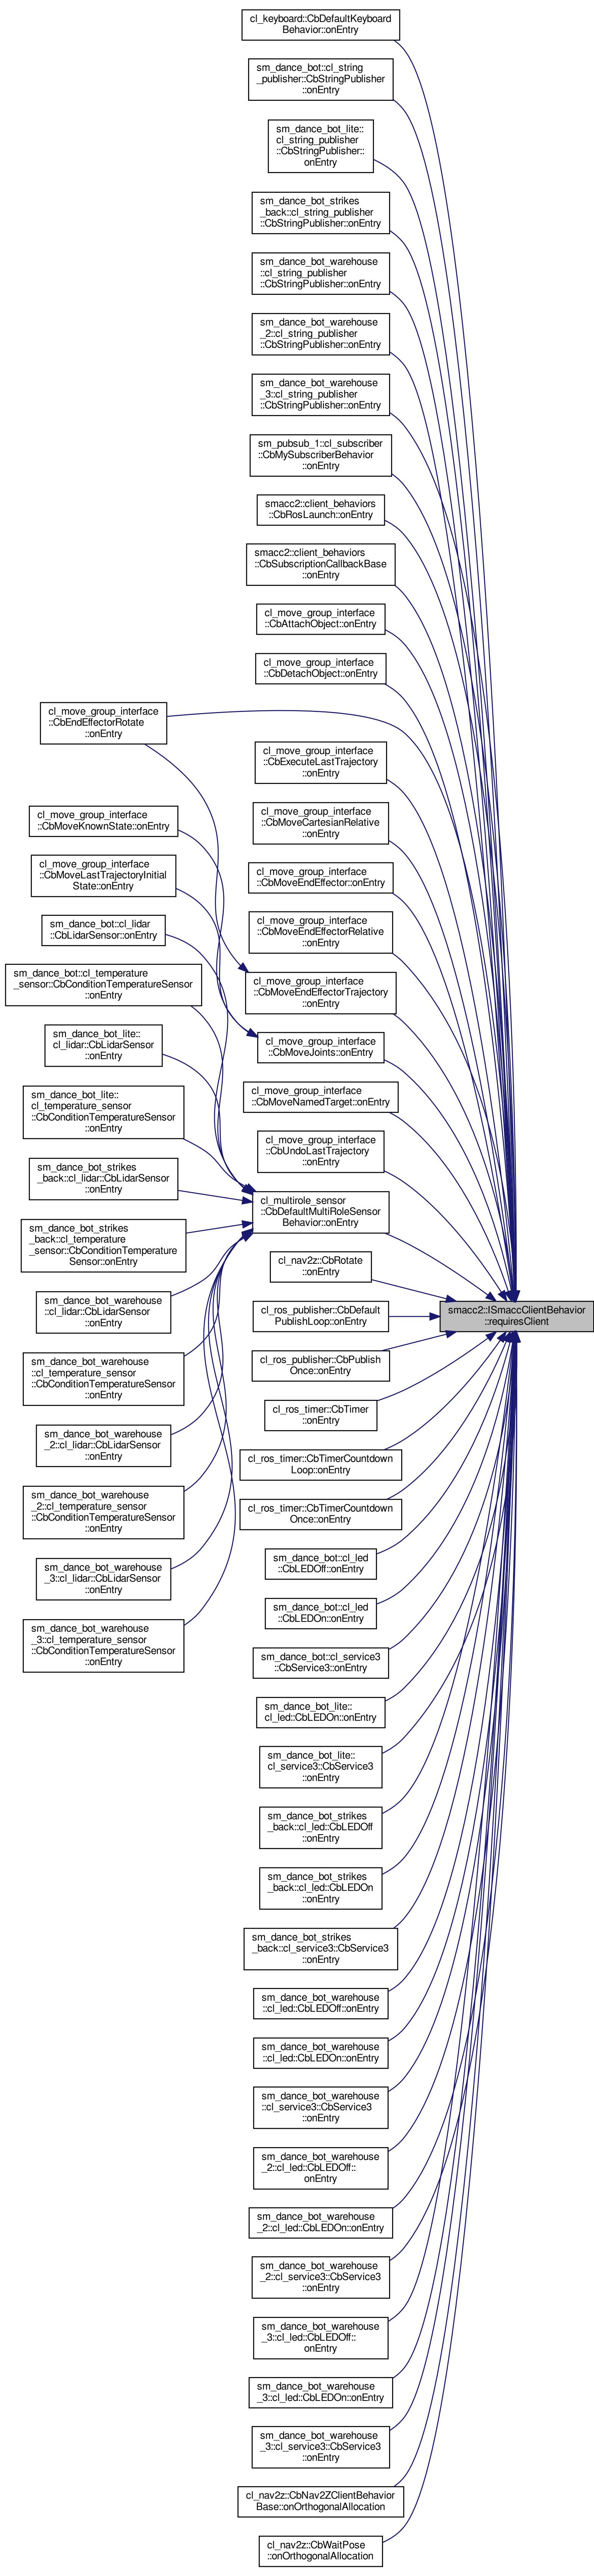 cl_keyboard::CbDefaultKeyboard
Behavior::onEntry
sm_dance_bot::cl_string
_publisher::CbStringPublisher
::onEntry
sm_dance_bot_lite::
cl_string_publisher
::CbStringPublisher::
onEntry
sm_dance_bot_strikes
_back::cl_string_publisher
::CbStringPublisher::onEntry
sm_dance_bot_warehouse
::cl_string_publisher
::CbStringPublisher::onEntry
sm_dance_bot_warehouse
_2::cl_string_publisher
::CbStringPublisher::onEntry
sm_dance_bot_warehouse
_3::cl_string_publisher
::CbStringPublisher::onEntry
sm_pubsub_1::cl_subscriber
::CbMySubscriberBehavior
::onEntry
smacc2::client_behaviors
::CbRosLaunch::onEntry
smacc2::client_behaviors
::CbSubscriptionCallbackBase
::onEntry
cl_move_group_interface
::CbAttachObject::onEntry
cl_move_group_interface
::CbDetachObject::onEntry
cl_move_group_interface
::CbEndEffectorRotate
::onEntry
cl_move_group_interface
::CbExecuteLastTrajectory
::onEntry
cl_move_group_interface
::CbMoveCartesianRelative
::onEntry
cl_move_group_interface
::CbMoveKnownState::onEntry
cl_move_group_interface
::CbMoveEndEffector::onEntry
cl_move_group_interface
::CbMoveLastTrajectoryInitial
State::onEntry
cl_move_group_interface
::CbMoveEndEffectorRelative
::onEntry
sm_dance_bot::cl_lidar
::CbLidarSensor::onEntry
cl_move_group_interface
::CbMoveEndEffectorTrajectory
::onEntry
sm_dance_bot::cl_temperature
_sensor::CbConditionTemperatureSensor
::onEntry
cl_move_group_interface
::CbMoveJoints::onEntry
sm_dance_bot_lite::
cl_lidar::CbLidarSensor
::onEntry
cl_move_group_interface
::CbMoveNamedTarget::onEntry
sm_dance_bot_lite::
cl_temperature_sensor
::CbConditionTemperatureSensor
::onEntry
cl_move_group_interface
::CbUndoLastTrajectory
::onEntry
sm_dance_bot_strikes
_back::cl_lidar::CbLidarSensor
::onEntry
cl_multirole_sensor
::CbDefaultMultiRoleSensor
Behavior::onEntry
sm_dance_bot_strikes
_back::cl_temperature
_sensor::CbConditionTemperature
Sensor::onEntry
cl_nav2z::CbRotate
::onEntry
sm_dance_bot_warehouse
::cl_lidar::CbLidarSensor
::onEntry
cl_ros_publisher::CbDefault
PublishLoop::onEntry
smacc2::ISmaccClientBehavior
::requiresClient
cl_ros_publisher::CbPublish
Once::onEntry
sm_dance_bot_warehouse
::cl_temperature_sensor
::CbConditionTemperatureSensor
::onEntry
cl_ros_timer::CbTimer
::onEntry
sm_dance_bot_warehouse
_2::cl_lidar::CbLidarSensor
::onEntry
cl_ros_timer::CbTimerCountdown
Loop::onEntry
sm_dance_bot_warehouse
_2::cl_temperature_sensor
::CbConditionTemperatureSensor
::onEntry
cl_ros_timer::CbTimerCountdown
Once::onEntry
sm_dance_bot_warehouse
_3::cl_lidar::CbLidarSensor
::onEntry
sm_dance_bot::cl_led
::CbLEDOff::onEntry
sm_dance_bot::cl_led
::CbLEDOn::onEntry
sm_dance_bot_warehouse
_3::cl_temperature_sensor
::CbConditionTemperatureSensor
::onEntry
sm_dance_bot::cl_service3
::CbService3::onEntry
sm_dance_bot_lite::
cl_led::CbLEDOn::onEntry
sm_dance_bot_lite::
cl_service3::CbService3
::onEntry
sm_dance_bot_strikes
_back::cl_led::CbLEDOff
::onEntry
sm_dance_bot_strikes
_back::cl_led::CbLEDOn
::onEntry
sm_dance_bot_strikes
_back::cl_service3::CbService3
::onEntry
sm_dance_bot_warehouse
::cl_led::CbLEDOff::onEntry
sm_dance_bot_warehouse
::cl_led::CbLEDOn::onEntry
sm_dance_bot_warehouse
::cl_service3::CbService3
::onEntry
sm_dance_bot_warehouse
_2::cl_led::CbLEDOff::
onEntry
sm_dance_bot_warehouse
_2::cl_led::CbLEDOn::onEntry
sm_dance_bot_warehouse
_2::cl_service3::CbService3
::onEntry
sm_dance_bot_warehouse
_3::cl_led::CbLEDOff::
onEntry
sm_dance_bot_warehouse
_3::cl_led::CbLEDOn::onEntry
sm_dance_bot_warehouse
_3::cl_service3::CbService3
::onEntry
cl_nav2z::CbNav2ZClientBehavior
Base::onOrthogonalAllocation
cl_nav2z::CbWaitPose
::onOrthogonalAllocation